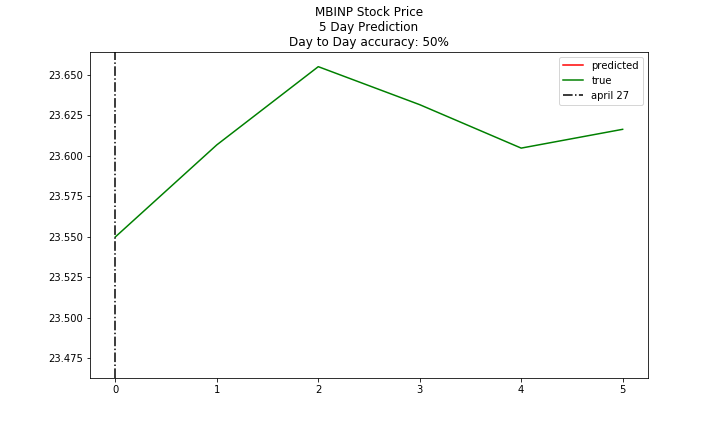 MBINP Stock Price
5 Day Prediction
Day to Day accuracy: 50%
predicted
true
april 27
23.650
23.625
23.600
23.575
23.550
23.525
23.500
23.475
0 1 2 3 4 5